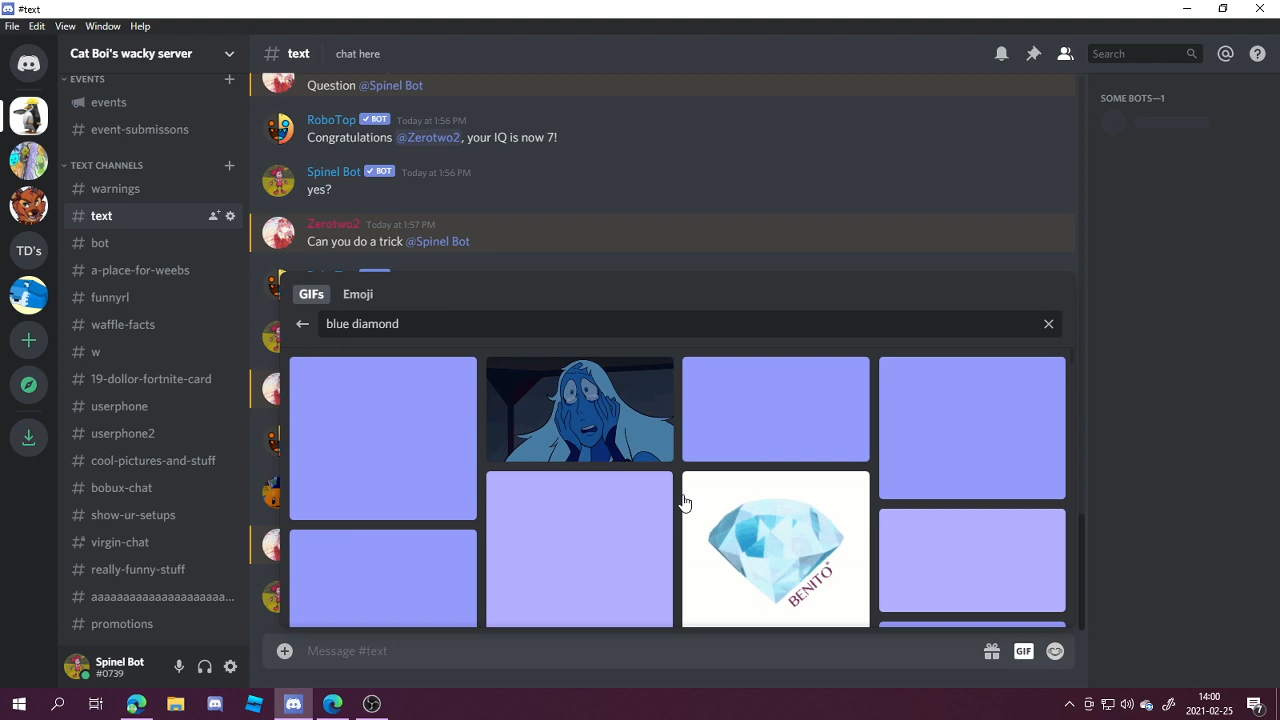 #text
File Edit View Window Help
Cat Boi's wacky server
EVENTS
events
event-submissons
TEXT CHANNELS
warnings
text
bot
a-place-for-weebs
funnyrl
waffle-facts
w
19-dollor-fortnite-card
userphone
userphone2
cool-pictures-and-stuff
bobux-chat
show-ur-setups
virgin-chat
really-funny-stuff
aaaaaaaaaaaaaaaaaaaa...
promotions
Spinel Bot
#0739
TD's
text chat here
Search
SOME BOTS—1
Question @Spinel Bot
RoboTop BOT Today at 1:56 PM
Congratulations @Zerotwo2, your IQ is now 7!
Spinel Bot BOT Today at 1:56 PM
yes?
Zerotwo2 Today at 1:57 PM
Can you do a trick @Spinel Bot
GIFs Emoji
blue diamond
BENITO
Message #text
GIF
14:00
2021-02-25
7